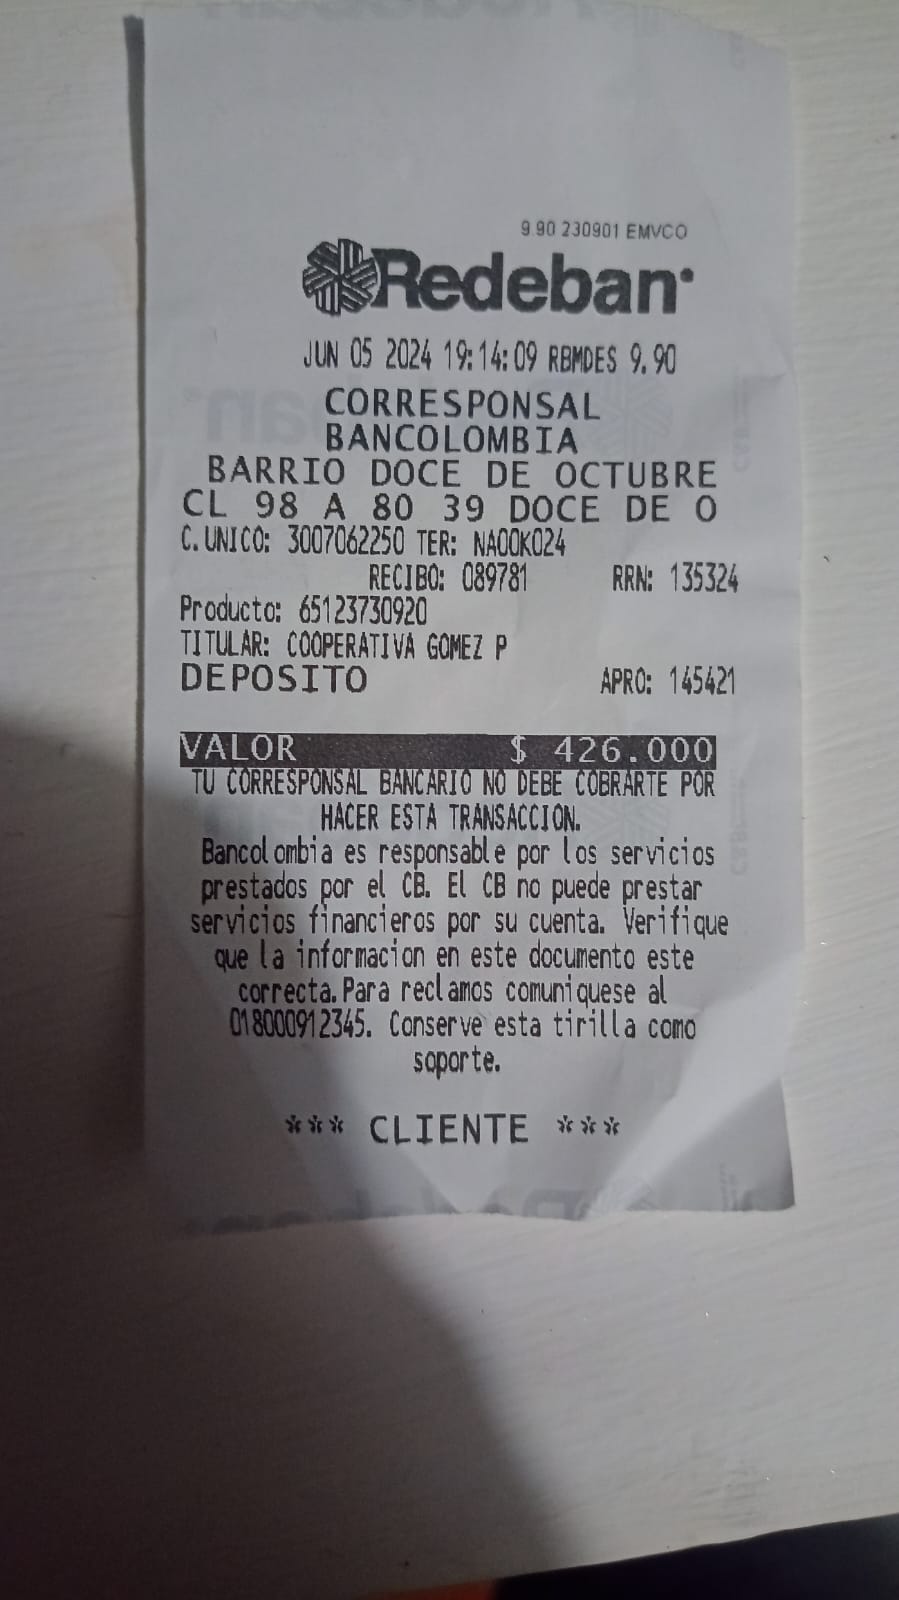 9.90 230901 EMVCO
Redeban
JUN 05 2024 19:14:09 RBMDES 9.90
CORRESPONSAL
BANCOLOMBIA
BARRIO DOCE DE OCTUBRE
CL 98 A 80 39 DOCE DE O
C. UNICO: 3007062250 TER: NA00K024
RECIBO: 089781 RRN: 135324
Producto: 65123730920
TITULAR: COOPERATIVA GOMEZ P
DEPOSITO APRO: 145421
VALOR $ 426.000
TU CORRESPONSAL BANCARIO NO DEBE COBRARTE POR
HACER ESTA TRANSACCION.
Bancolombia es responsable por los servicios
prestados por el CB. El CB no puede prestar
servicios financieros por su cuenta. Verifique
que la informacion en este documento este
correcta. Para reclamos comuniquese al
018000912345. Conserve esta tirilla como
soporte.
*** CLIENTE ***